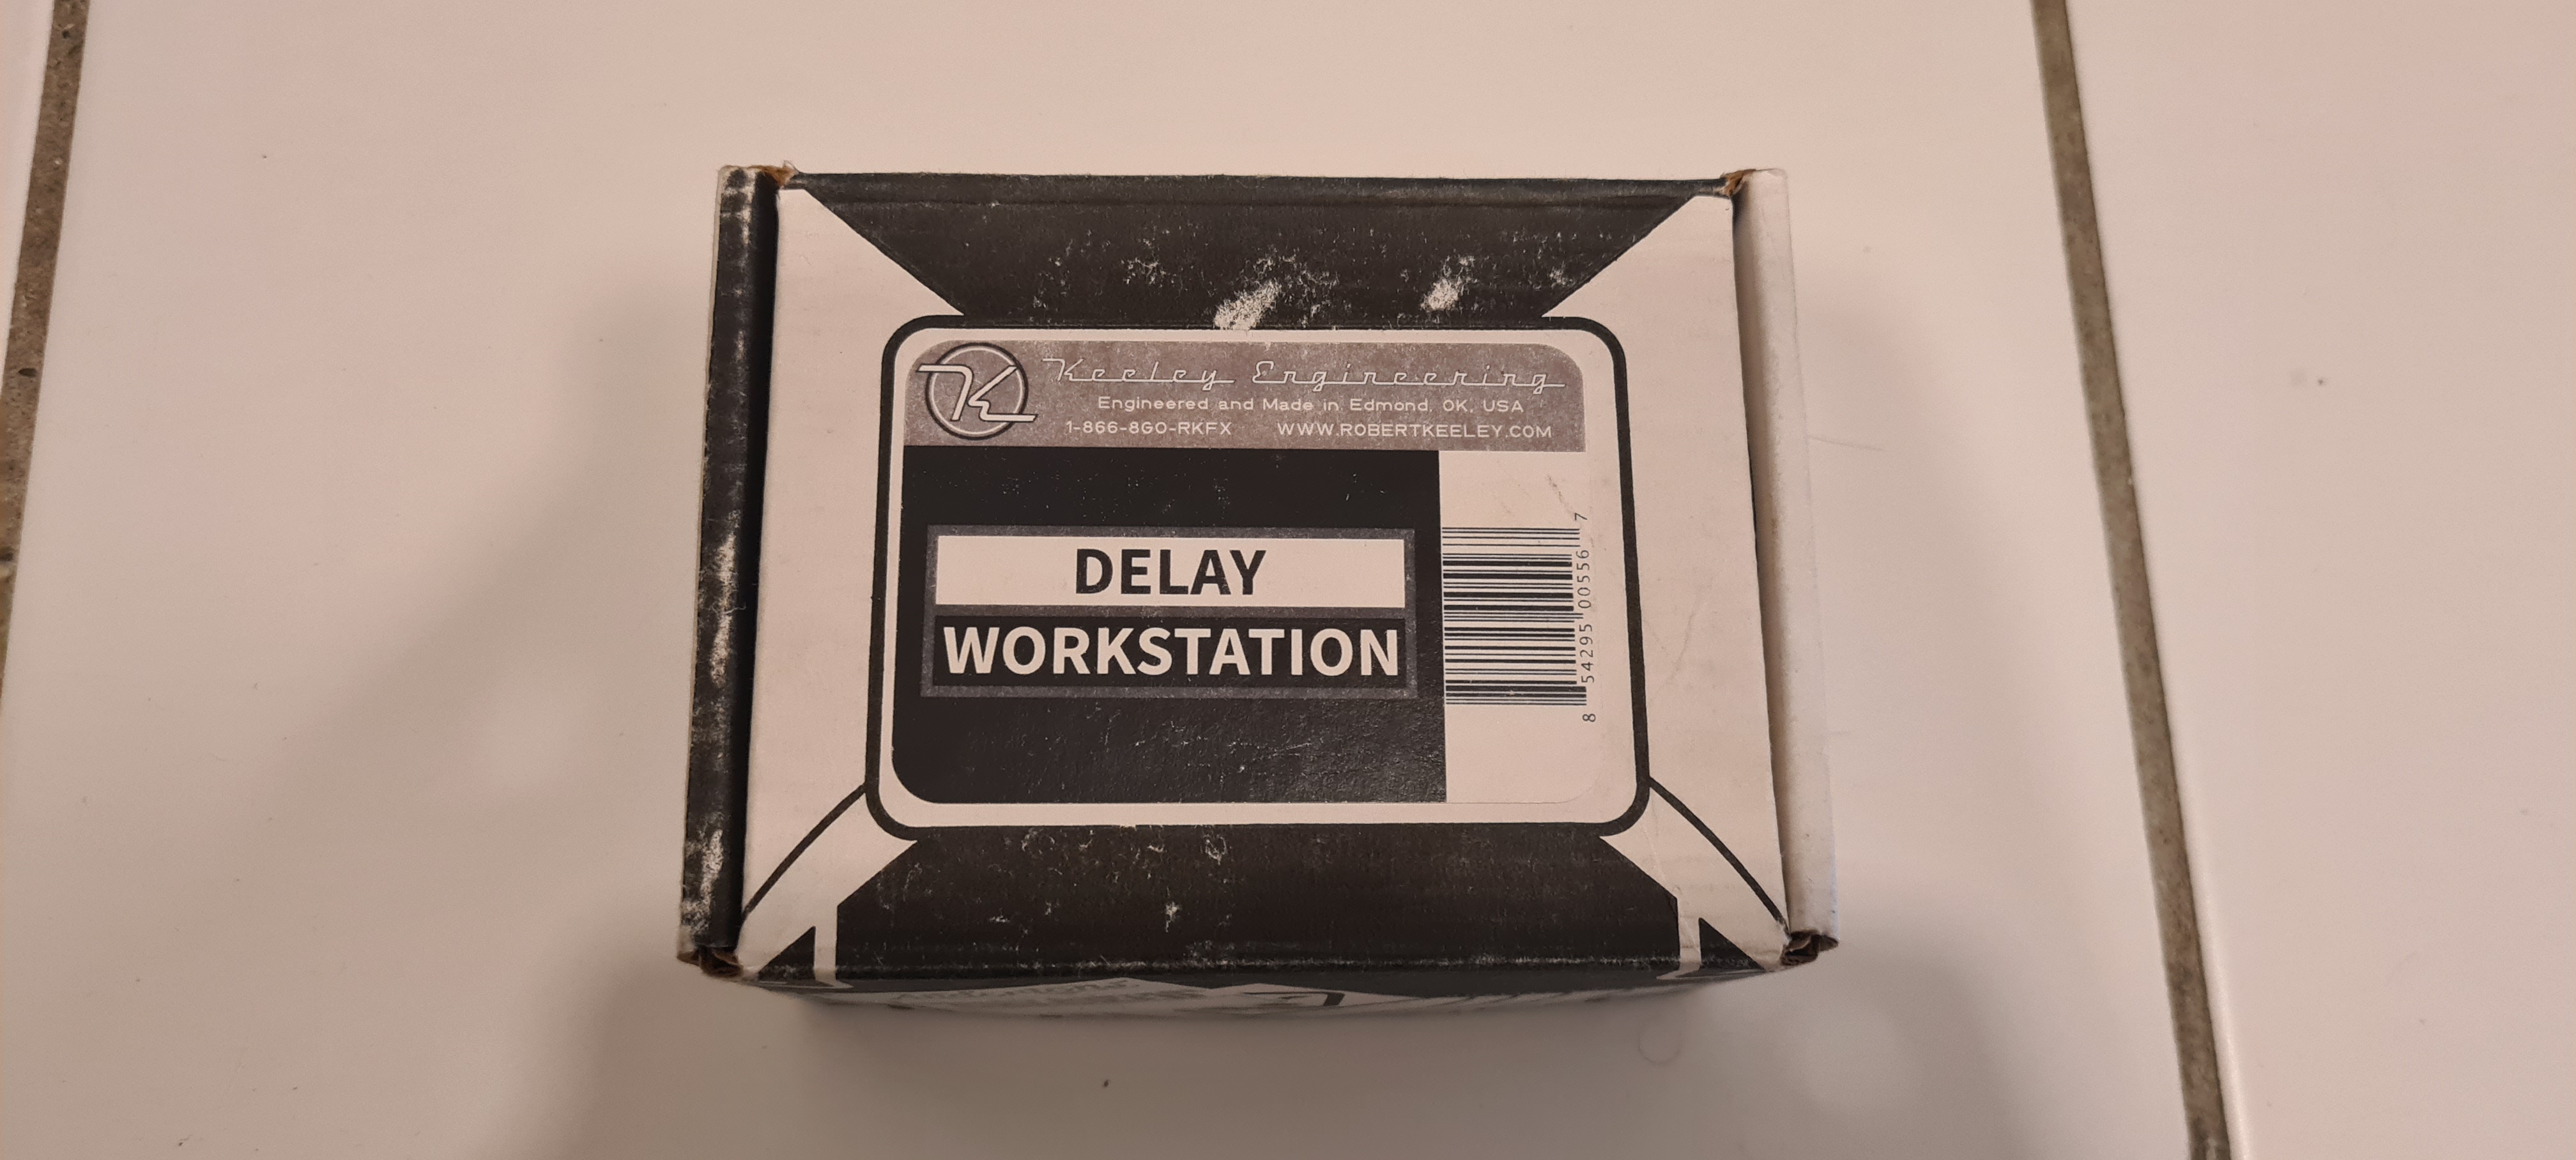 K Keeley Engineering
Engineered and Made in Edmond, OK, USA
1-866-8GO-RKFX WWW.ROBERTKEELEY.COM
DELAY
WORKSTATION
8 54295 00556 7